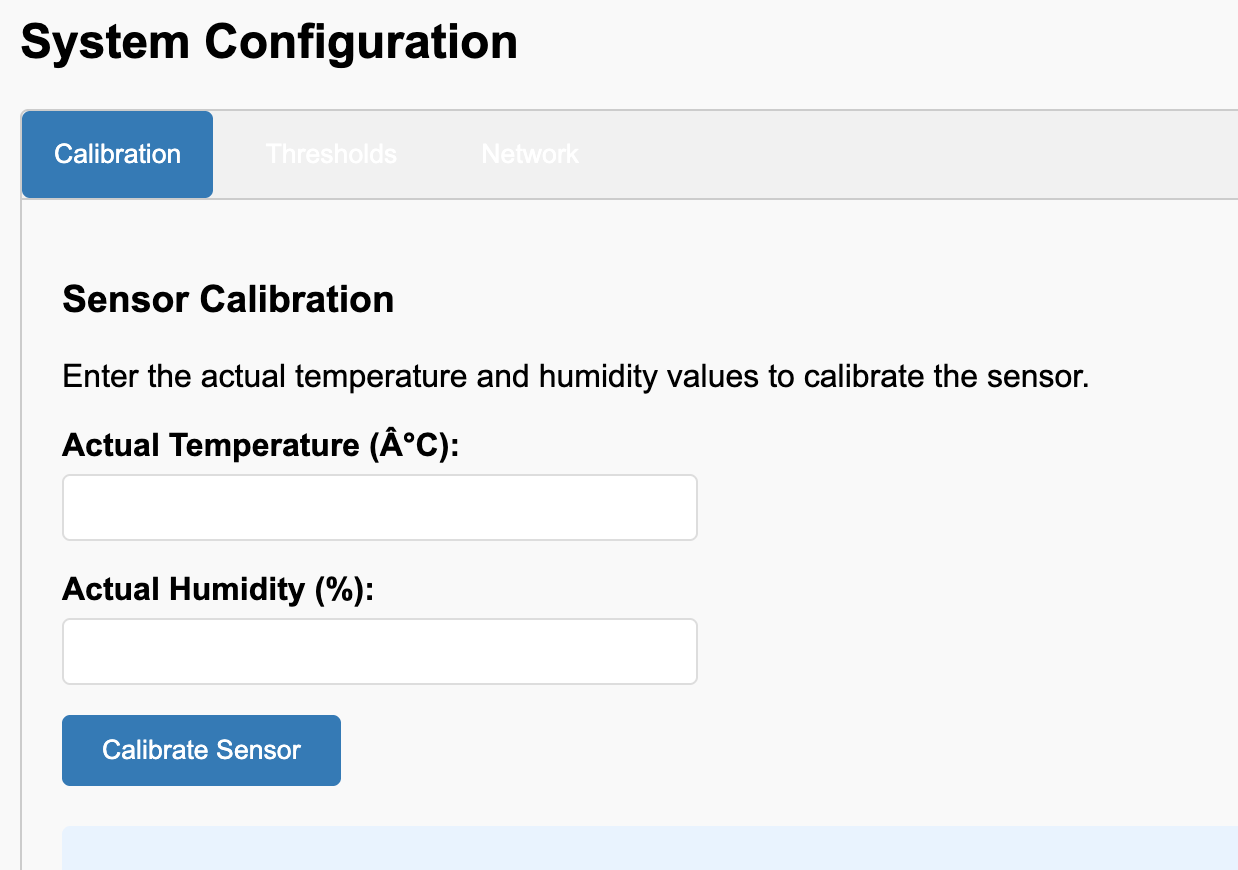 System Configuration
Calibration Thresholds Network
Sensor Calibration
Enter the actual temperature and humidity values to calibrate the sensor.
Actual Temperature (Â°C):
Actual Humidity (%):
Calibrate Sensor